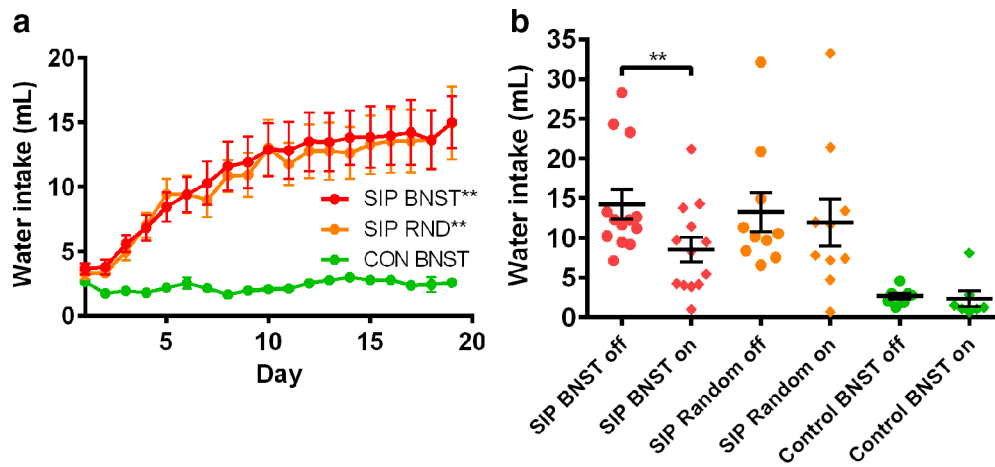 a
Water intake (mL)
20
15
10
5
0
5
10
15
20
Day
SIP BNST**
SIP RND**
CON BNST
b
Water intake (mL)
35
30
25
20
15
10
5
0
**
SIP BNST off
SIP BNST on
SIP Random off
SIP Random on
Control BNST off
Control BNST on